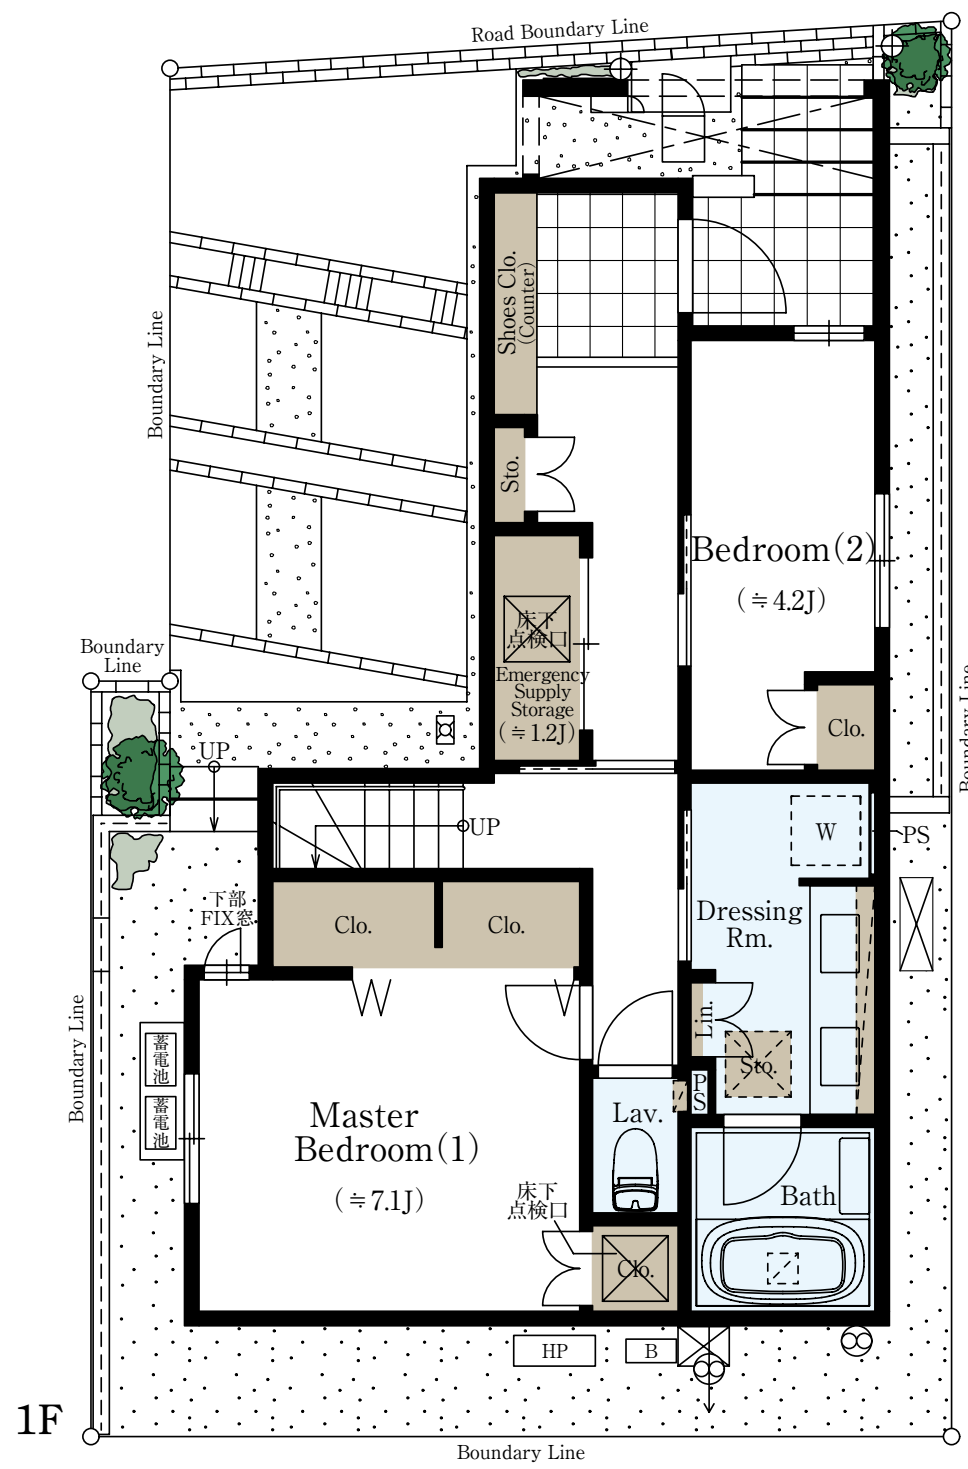 Road Boundary Line
Shoes Clo.
(Counter)
Boundary Line
Sto.
Bedroom(2)
(≒4.2J)
床下
点検口
Emergency
Supply
Storage
(≒1.2J)
Boundary
Line
Clo.
Boundary Line
UP
UP
W
PS
下部
FIX窓
Clo.
Clo.
Dressing
Rm.
Lin.
Sto.
Boundary Line
蓄電池
蓄電池
PS
Lav.
Master
Bedroom(1)
(≒7.1J)
床下
点検口
Bath
Clo.
HP
B
1F
Boundary Line